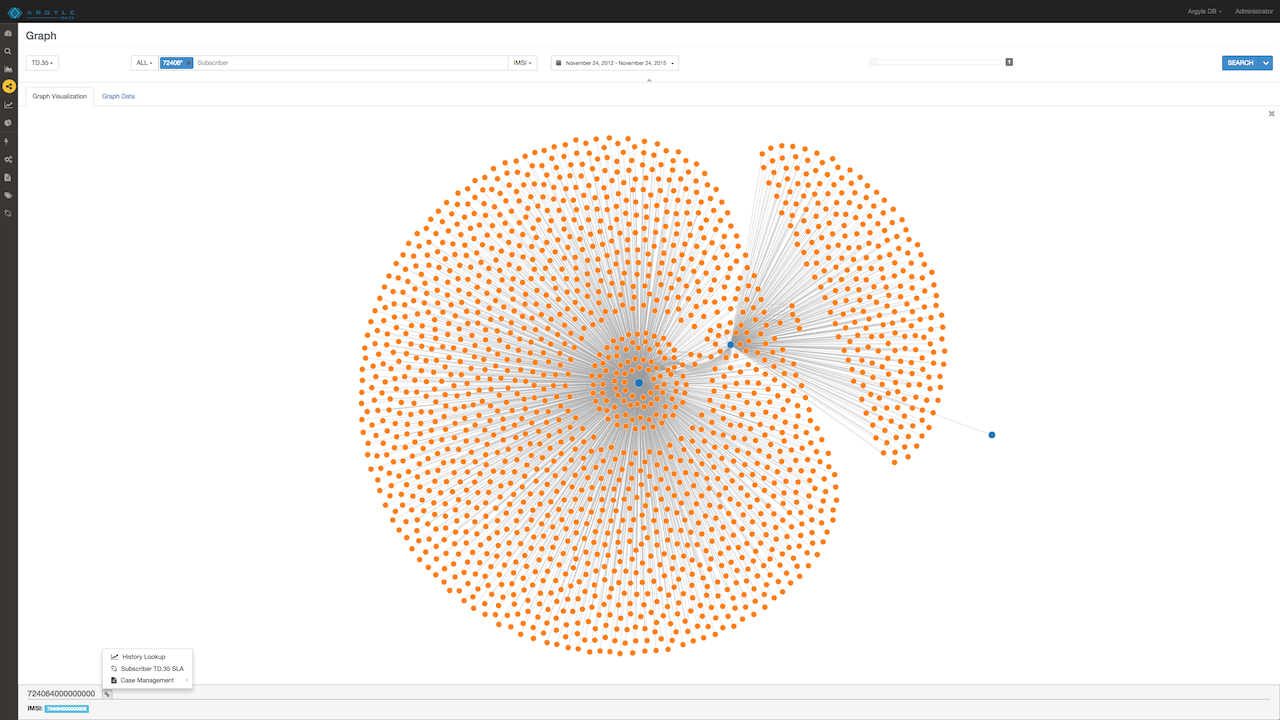 ARGYLE
DATA
Argyle DB
Administrator
Graph
TD.35
ALL
72406*
Subscriber
IMSI
November 24, 2012 - November 24, 2015
1
SEARCH
Graph Visualization
Graph Data
History Lookup
Subscriber TD.35 SLA
Case Management
724064000000000
IMSI: 724064000000000